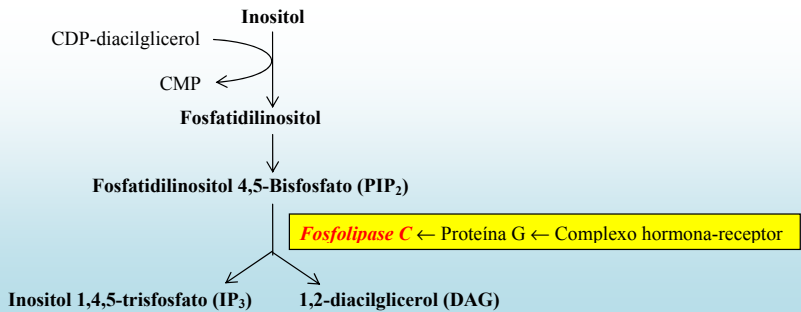 Inositol
CDP-diacilglicerol
CMP
Fosfatidilinositol
Fosfatidilinositol 4,5-Bisfosfato (PIP₂)
Fosfolipase C ← Proteína G ← Complexo hormona-receptor
Inositol 1,4,5-trisfosfato (IP₃) 1,2-diacilglicerol (DAG)